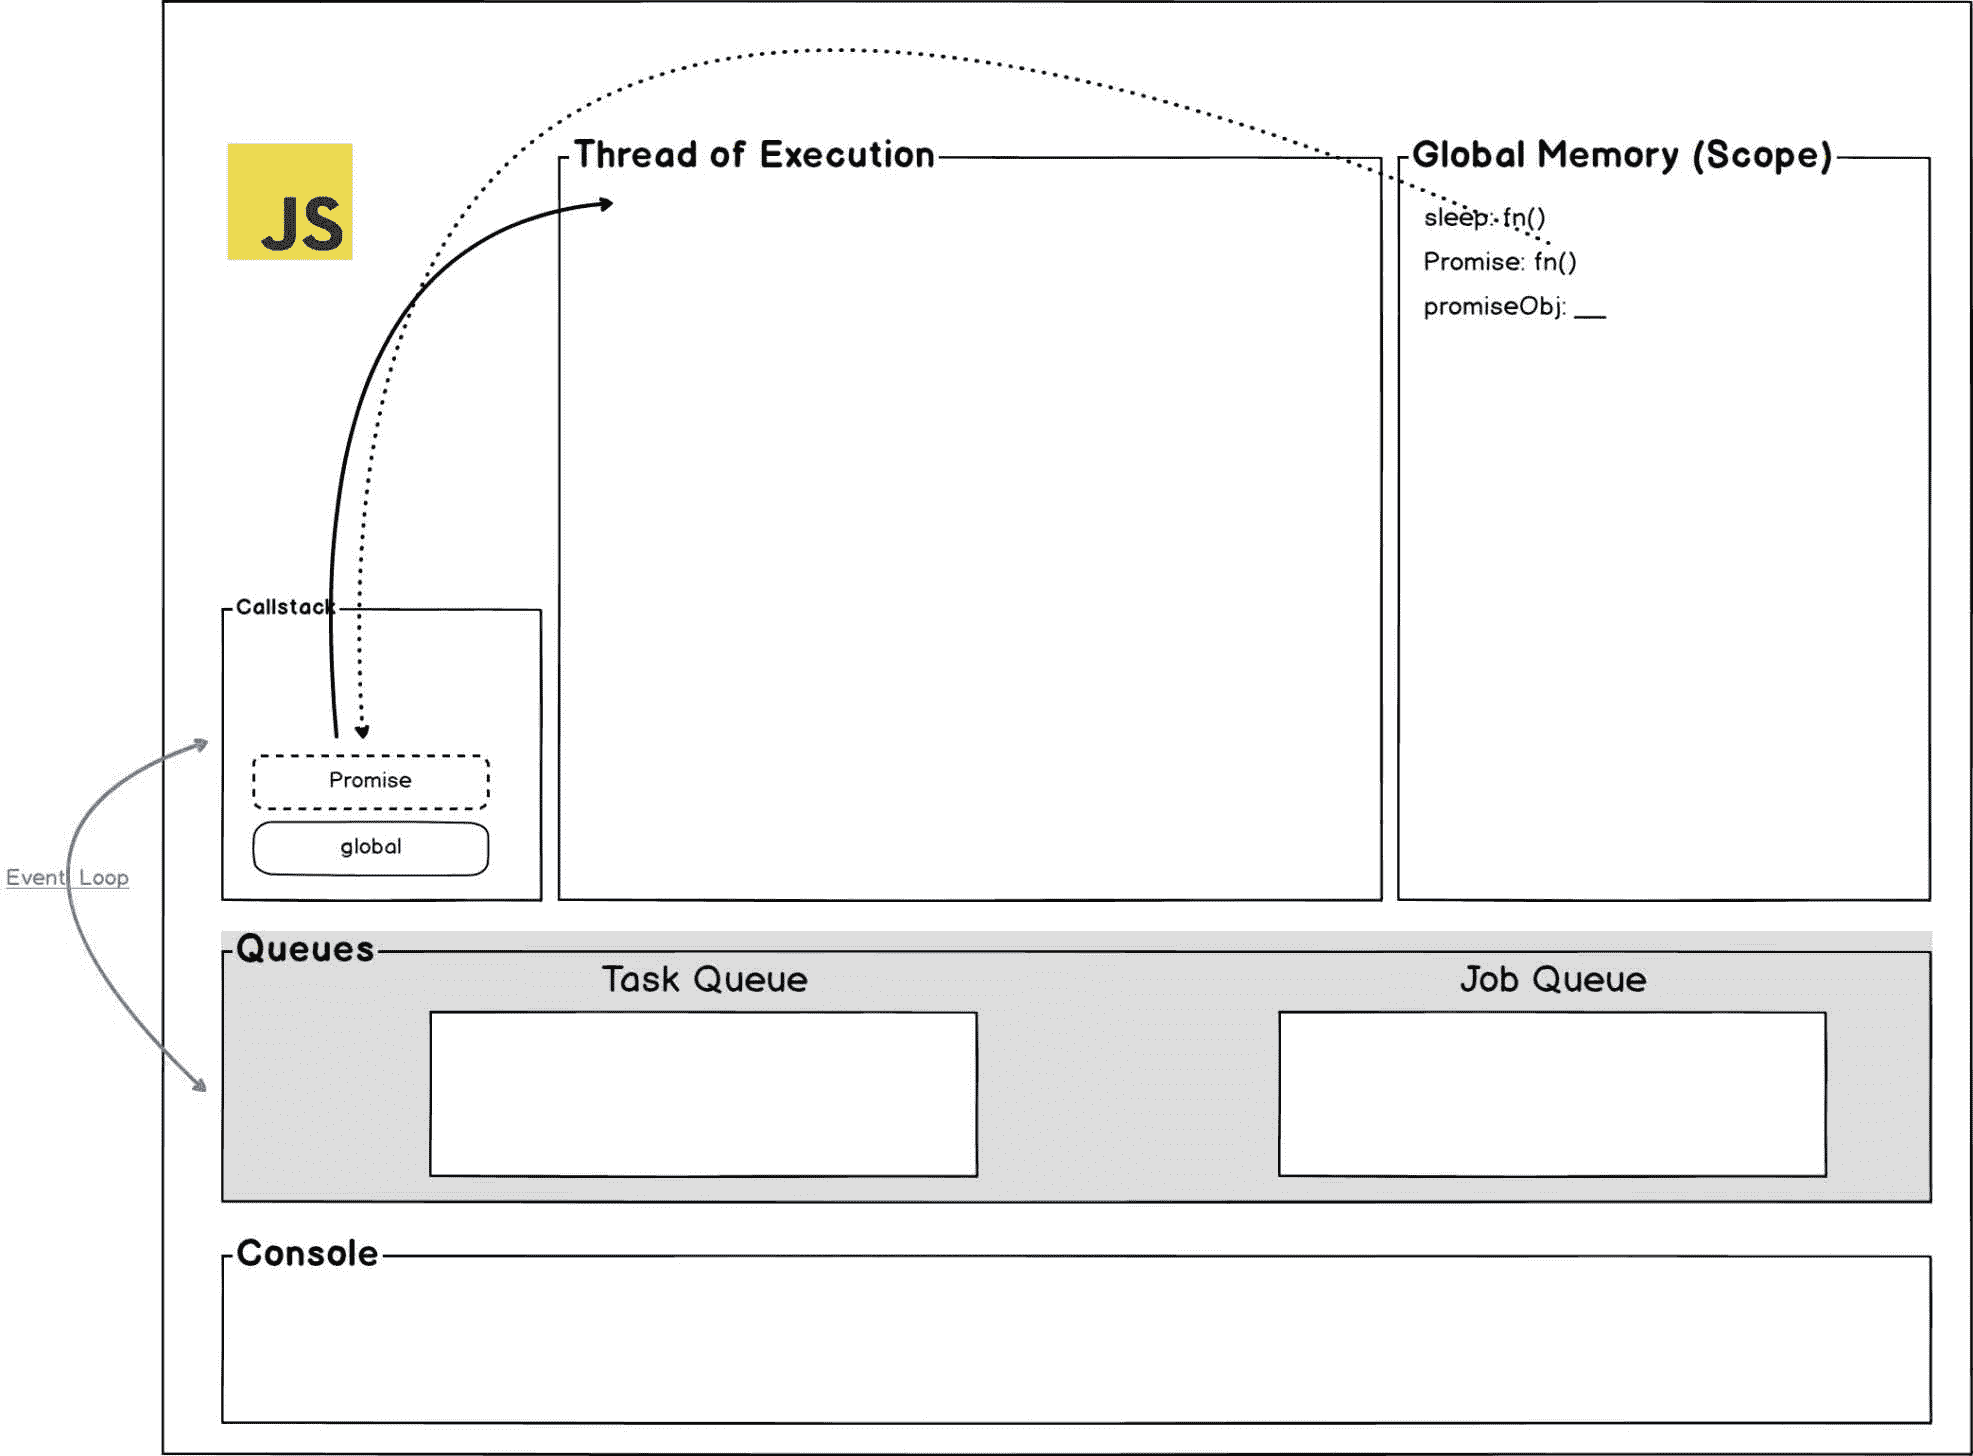 Thread of Execution
Global Memory (Scope)
JS
sleep: fn()
Promise: fn()
promiseObj: __
Callstack
Promise
global
Event Loop
Queues
Task Queue
Job Queue
Console